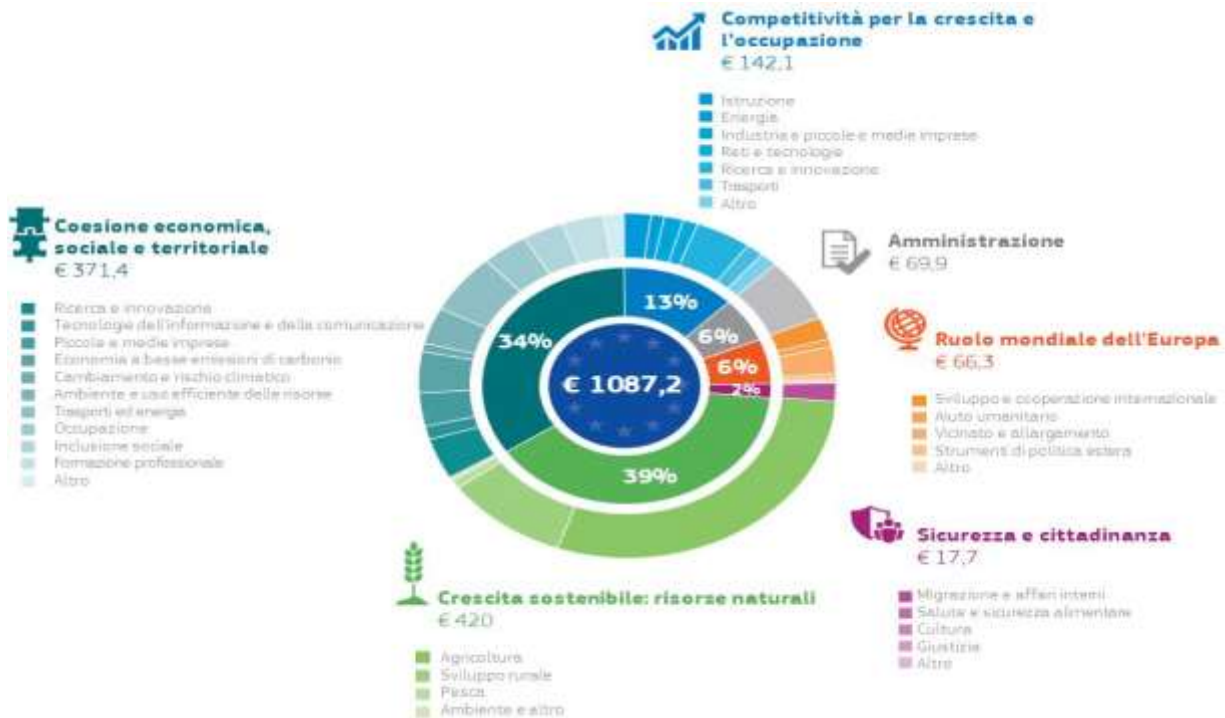 Competitività per la crescita e
l'occupazione
€ 142,1
Istruzione
Energia
Industria e piccole e medie imprese
Reti e tecnologie
Ricerca e innovazione
Trasporti
Altro
Coesione economica,
sociale e territoriale
€ 371,4
Ricerca e innovazione
Tecnologie dell'informazione e della comunicazione
Piccole e medie imprese
Economia a basse emissioni di carbonio
Cambiamento e rischio climatico
Ambiente e uso efficiente delle risorse
Trasporti ed energia
Occupazione
Inclusione sociale
Formazione professionale
Altro
Amministrazione
€ 69,9
Ruolo mondiale dell'Europa
€ 66,3
Sviluppo e cooperazione internazionale
Aiuto umanitario
Vicinato e allargamento
Strumenti di politica estera
Altro
13%
34%
6%
6%
2%
€ 1087,2
39%
Sicurezza e cittadinanza
€ 17,7
Migrazione e affari interni
Salute e sicurezza alimentare
Cultura
Giustizia
Altro
Crescita sostenibile: risorse naturali
€ 420
Agricoltura
Sviluppo rurale
Pesca
Ambiente e altro